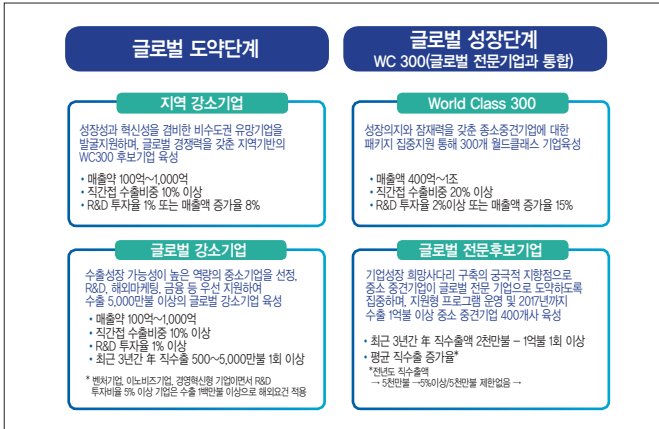 글로벌 도약단계
지역 강소기업
성장성과 혁신성을 겸비한 비수도권 유망기업을
발굴지원하며, 글로벌 경쟁력을 갖춘 지역기반의
WC300 후보기업 육성
• 매출약 100억~1,000억
• 직간접 수출비중 10% 이상
• R&D 투자율 1% 또는 매출액 증가율 8%
글로벌 강소기업
수출성장 가능성이 높은 역량의 중소기업을 선정,
R&D, 해외마케팅, 금융 등 우선 지원하여
수출 5,000만불 이상의 글로벌 강소기업 육성
• 매출약 100억~1,000억
• 직간접 수출비중 10% 이상
• R&D 투자율 1% 이상
• 최근 3년간 年 직수출 500~5,000만불 1회 이상
* 벤처기업, 이노비즈기업, 경영혁신형 기업이면서 R&D
투자비율 5% 이상 기업은 수출 1백만불 이상으로 해외요건 적용
글로벌 성장단계
WC 300(글로벌 전문기업과 통합)
World Class 300
성장의지와 잠재력을 갖춘 종소중견기업에 대한
패키지 집중지원 통해 300개 월드클래스 기업육성
• 매출액 400억~1조
• 직간접 수출비중 20% 이상
• R&D 투자율 2%이상 또는 매출액 증가율 15%
글로벌 전문후보기업
기업성장 희망사다리 구축의 궁극적 지향점으로
중소 중견기업이 글로벌 전문 기업으로 도약하도록
집중하며, 지원형 프로그램 운영 및 2017년까지
수출 1억불 이상 중소 중견기업 400개사 육성
• 최근 3년간 年 직수출액 2천만불 – 1억불 1회 이상
• 평균 직수출 증가율*
*전년도 직수출액
→ 5천만불 →5%이상/5천만불 제한없음 →